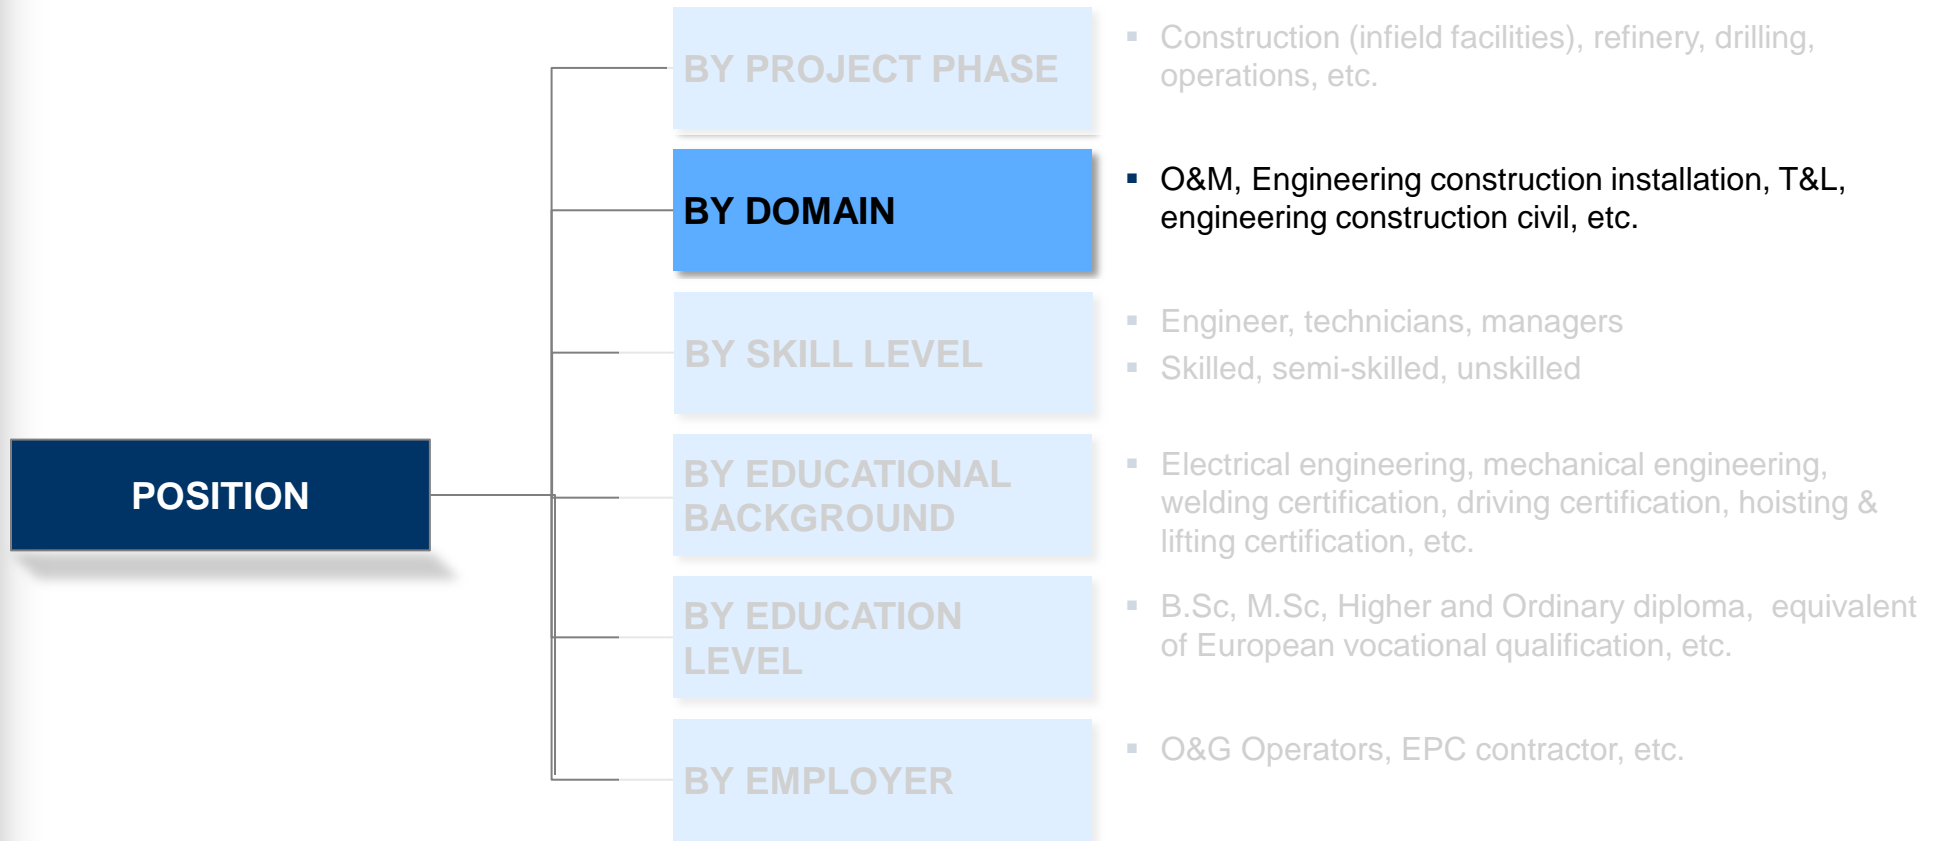 BY PROJECT PHASE
▪ Construction (infield facilities), refinery, drilling,
operations, etc.
BY DOMAIN
▪ O&M, Engineering construction installation, T&L,
engineering construction civil, etc.
BY SKILL LEVEL
▪ Engineer, technicians, managers
▪ Skilled, semi-skilled, unskilled
POSITION
BY EDUCATIONAL
BACKGROUND
▪ Electrical engineering, mechanical engineering,
welding certification, driving certification, hoisting &
lifting certification, etc.
BY EDUCATION
LEVEL
▪ B.Sc, M.Sc, Higher and Ordinary diploma,  equivalent
of European vocational qualification, etc.
BY EMPLOYER
▪ O&G Operators, EPC contractor, etc.